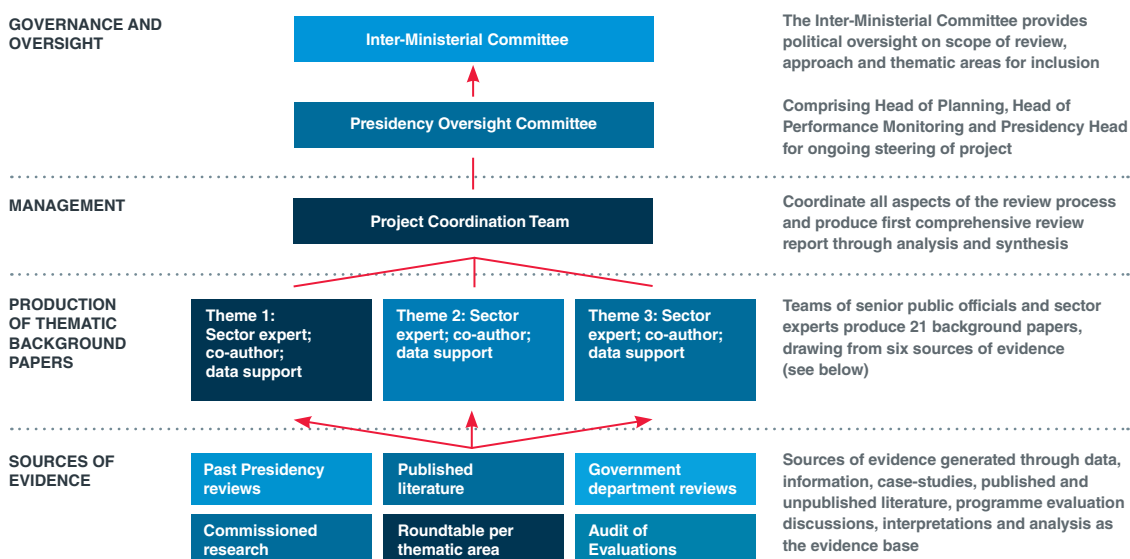 GOVERNANCE AND
OVERSIGHT
Inter-Ministerial Committee
The Inter-Ministerial Committee provides
political oversight on scope of review,
approach and thematic areas for inclusion
Presidency Oversight Committee
Comprising Head of Planning, Head of
Performance Monitoring and Presidency Head
for ongoing steering of project
MANAGEMENT
Project Coordination Team
Coordinate all aspects of the review process
and produce first comprehensive review
report through analysis and synthesis
PRODUCTION
OF THEMATIC
BACKGROUND
PAPERS
Theme 1:
Sector expert;
co-author;
data support
Theme 2: Sector
expert; co-author;
data support
Theme 3: Sector
expert; co-author;
data support
Teams of senior public officials and sector
experts produce 21 background papers,
drawing from six sources of evidence
(see below)
SOURCES OF
EVIDENCE
Past Presidency
reviews
Published
literature
Government
department reviews
Commissioned
research
Roundtable per
thematic area
Audit of
Evaluations
Sources of evidence generated through data,
information, case-studies, published and
unpublished literature, programme evaluation
discussions, interpretations and analysis as
the evidence base